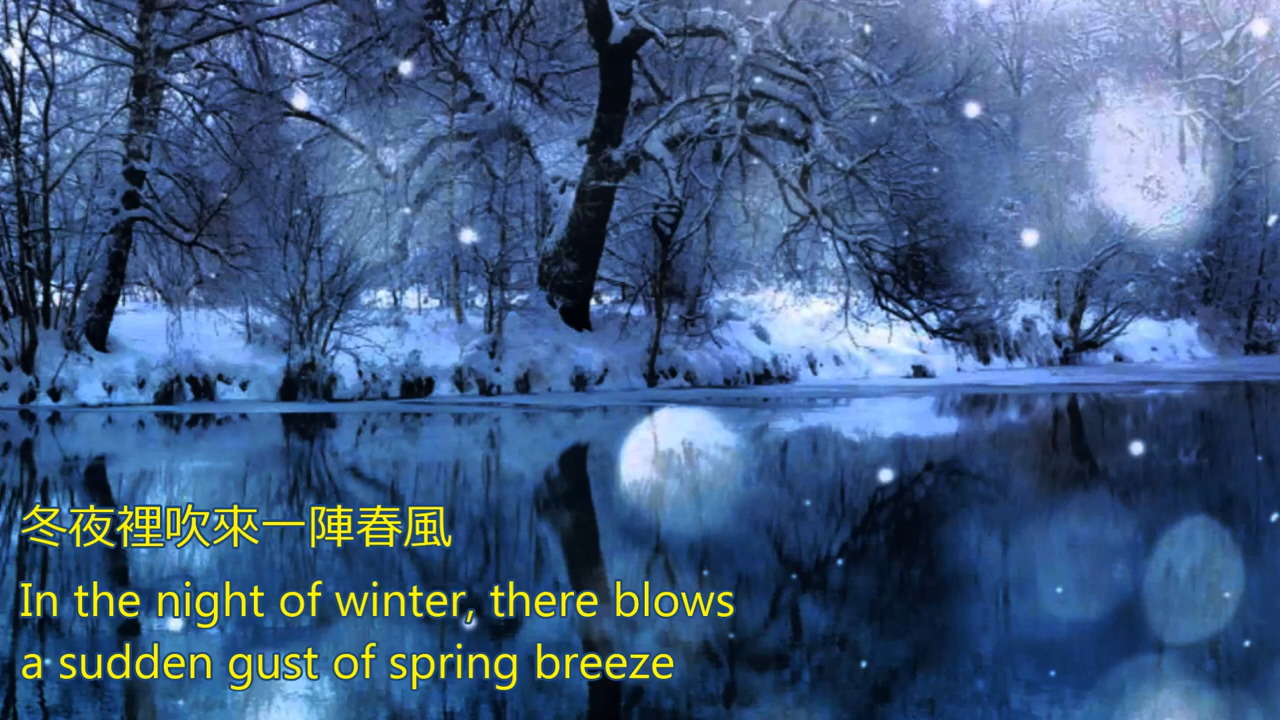 冬夜裡吹來一陣春風
In the night of winter, there blows
a sudden gust of spring breeze